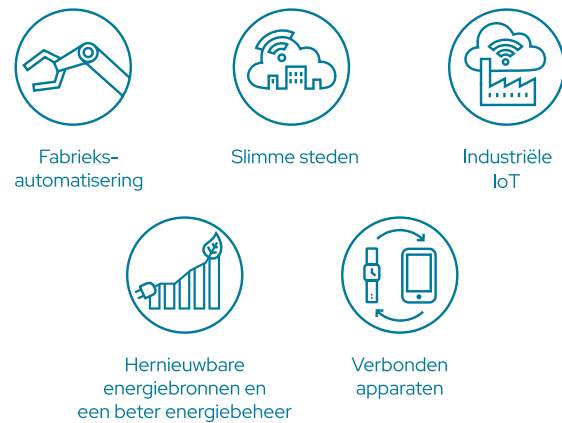 Fabrieks-
automatisering
Slimme steden
Industriële
IoT
Hernieuwbare
energiebronnen en
een beter energiebeheer
Verbonden
apparaten